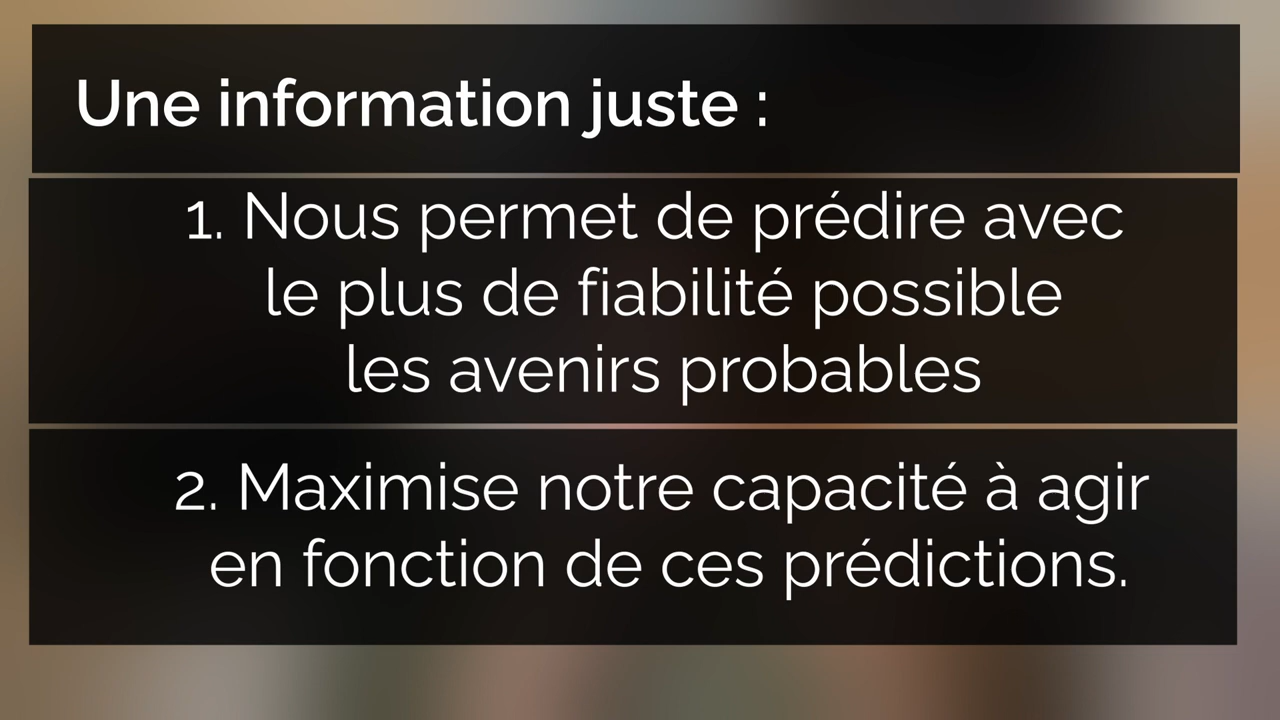 Une information juste :
1. Nous permet de prédire avec
le plus de fiabilité possible
les avenirs probables
2. Maximise notre capacité à agir
en fonction de ces prédictions.